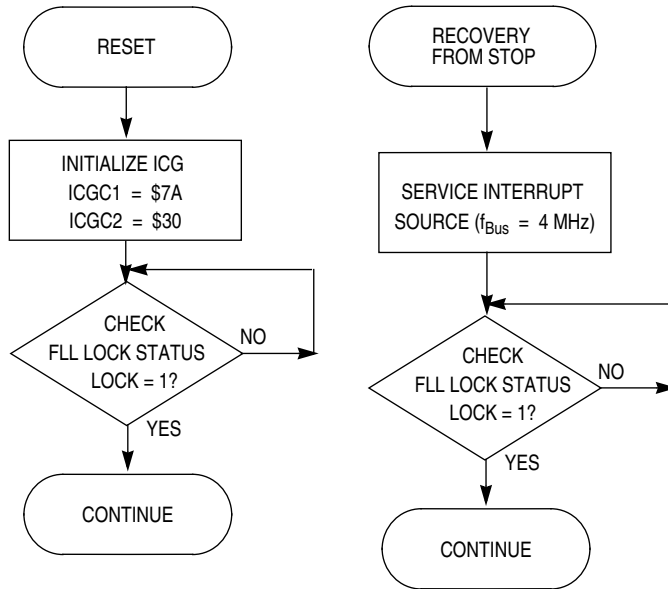 RESET
INITIALIZE ICG
ICGC1 = $7A
ICGC2 = $30
CHECK
FLL LOCK STATUS
LOCK = 1?
NO
YES
CONTINUE
RECOVERY
FROM STOP
SERVICE INTERRUPT
SOURCE (fBus = 4 MHz)
CHECK
FLL LOCK STATUS
LOCK = 1?
NO
YES
CONTINUE